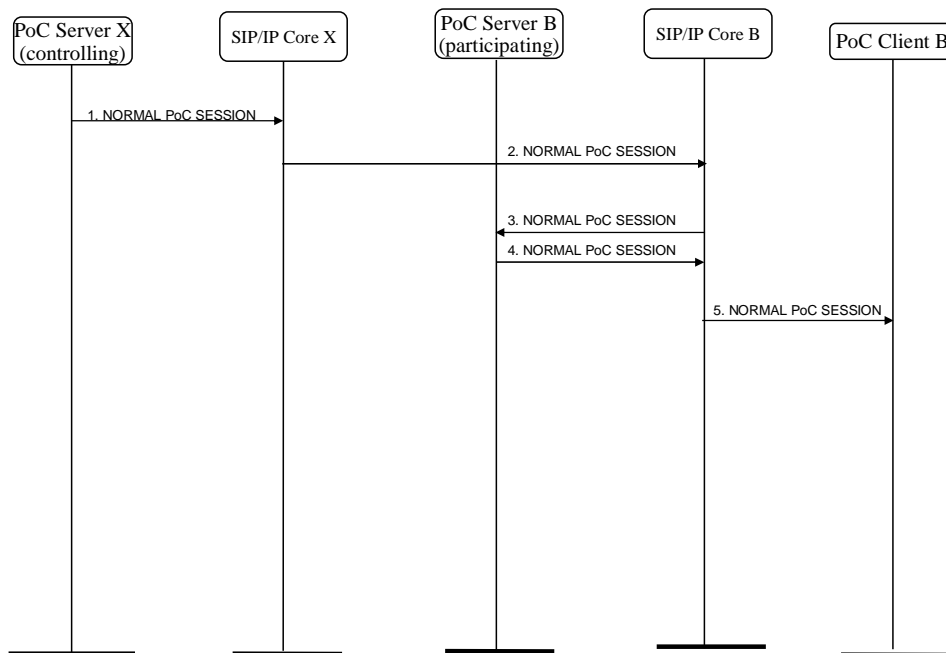 PoC Server X
(controlling)
SIP/IP Core X
PoC Server B
(participating)
SIP/IP Core B
PoC Client B
1. NORMAL PoC SESSION
2. NORMAL PoC SESSION
3. NORMAL PoC SESSION
4. NORMAL PoC SESSION
5. NORMAL PoC SESSION